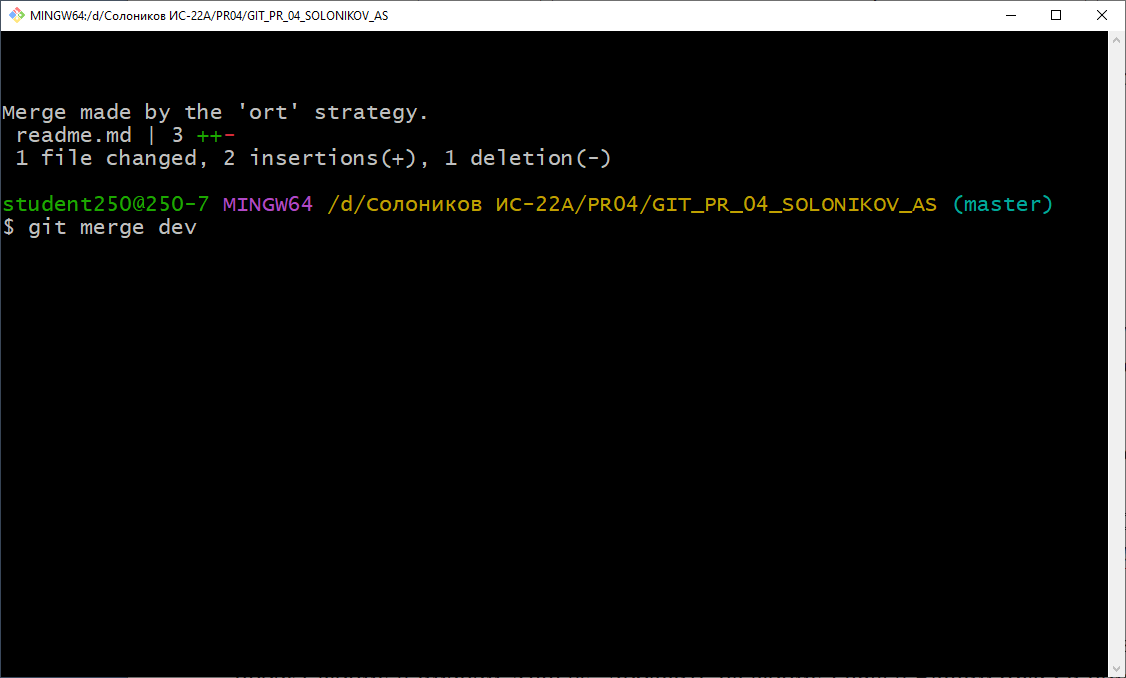 MINGW64:/d/Солоников ИС-22А/PR04/GIT_PR_04_SOLONIKOV_AS
Merge made by the 'ort' strategy.
 readme.md | 3 ++-
 1 file changed, 2 insertions(+), 1 deletion(-)
student250@250-7 MINGW64 /d/Солоников ИС-22А/PR04/GIT_PR_04_SOLONIKOV_AS (master)
$ git merge dev